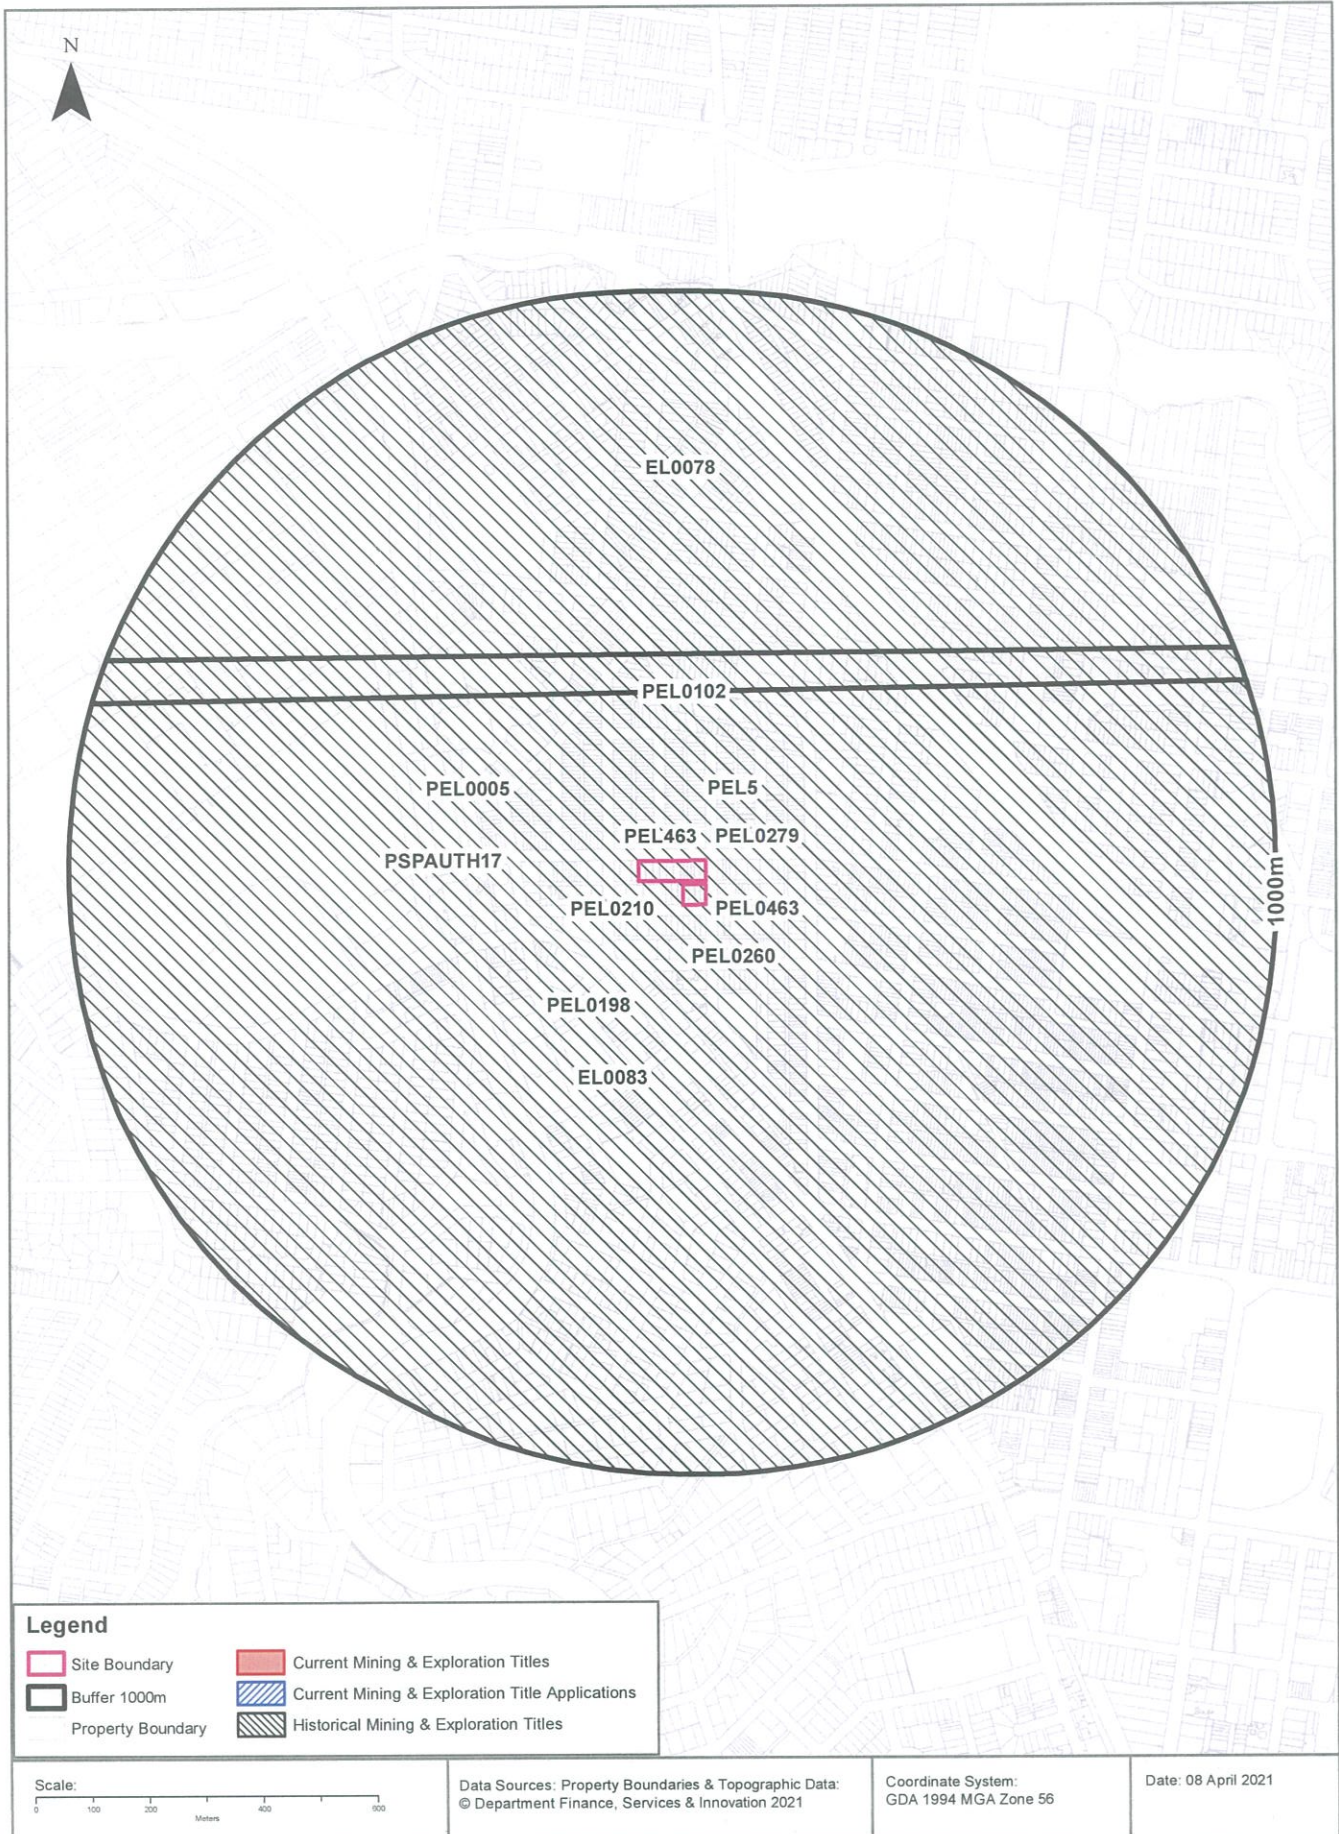 N
EL0078
PEL0102
PEL0005
PEL5
PEL463
PEL0279
PSPAUTH17
1000m
PEL0210
PEL0463
PEL0260
PEL0198
EL0083
Legend
Site Boundary
Buffer 1000m
Property Boundary
Current Mining & Exploration Titles
Current Mining & Exploration Title Applications
Historical Mining & Exploration Titles
Scale:
0 100 200 400 600
Meters
Data Sources: Property Boundaries & Topographic Data:
© Department Finance, Services & Innovation 2021
Coordinate System:
GDA 1994 MGA Zone 56
Date: 08 April 2021